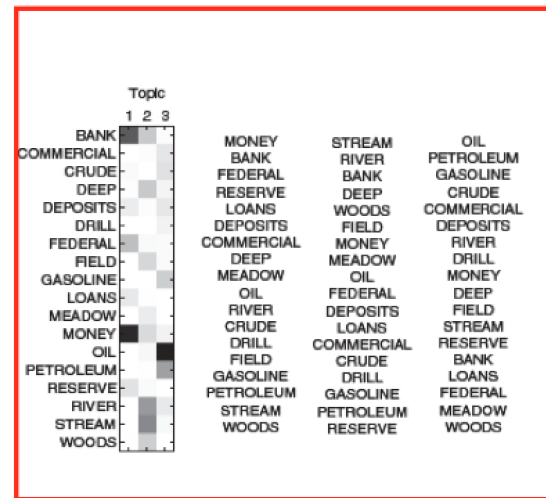 Topic
1 2 3
BANK
COMMERCIAL
CRUDE
DEEP
DEPOSITS
DRILL
FEDERAL
FIELD
GASOLINE
LOANS
MEADOW
MONEY
OIL
PETROLEUM
RESERVE
RIVER
STREAM
WOODS
MONEY
BANK
FEDERAL
RESERVE
LOANS
DEPOSITS
COMMERCIAL
DEEP
MEADOW
OIL
RIVER
CRUDE
DRILL
FIELD
GASOLINE
PETROLEUM
STREAM
WOODS
STREAM
RIVER
BANK
DEEP
WOODS
FIELD
MONEY
MEADOW
OIL
FEDERAL
DEPOSITS
LOANS
COMMERCIAL
CRUDE
DRILL
GASOLINE
PETROLEUM
RESERVE
OIL
PETROLEUM
GASOLINE
CRUDE
COMMERCIAL
DEPOSITS
RIVER
DRILL
MONEY
DEEP
FIELD
STREAM
RESERVE
BANK
LOANS
FEDERAL
MEADOW
WOODS